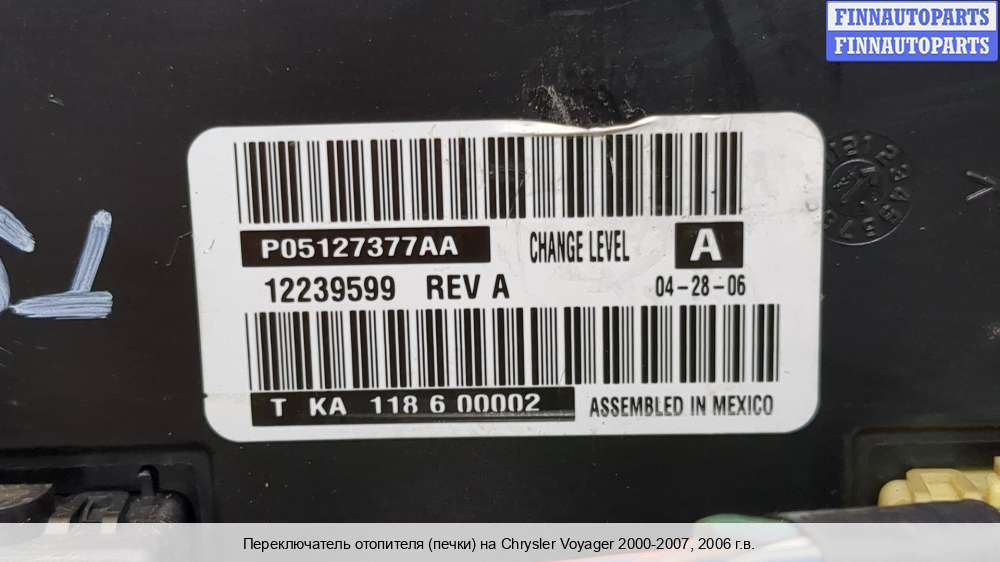 FINNAUTOPARTS
FINNAUTOPARTS
P05127377AA CHANGE LEVEL A
12239599 REV A 04-28-06
T KA 118 6 00002 ASSEMBLED IN MEXICO
Переключатель отопителя (печки) на Chrysler Voyager 2000-2007, 2006 г.в.